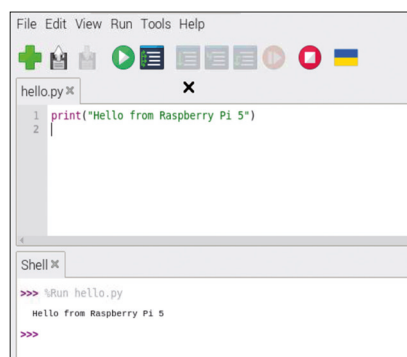 File Edit View Run Tools Help
hello.py
1 print("Hello from Raspberry Pi 5")
2
Shell
>>> %Run hello.py
Hello from Raspberry Pi 5
>>>